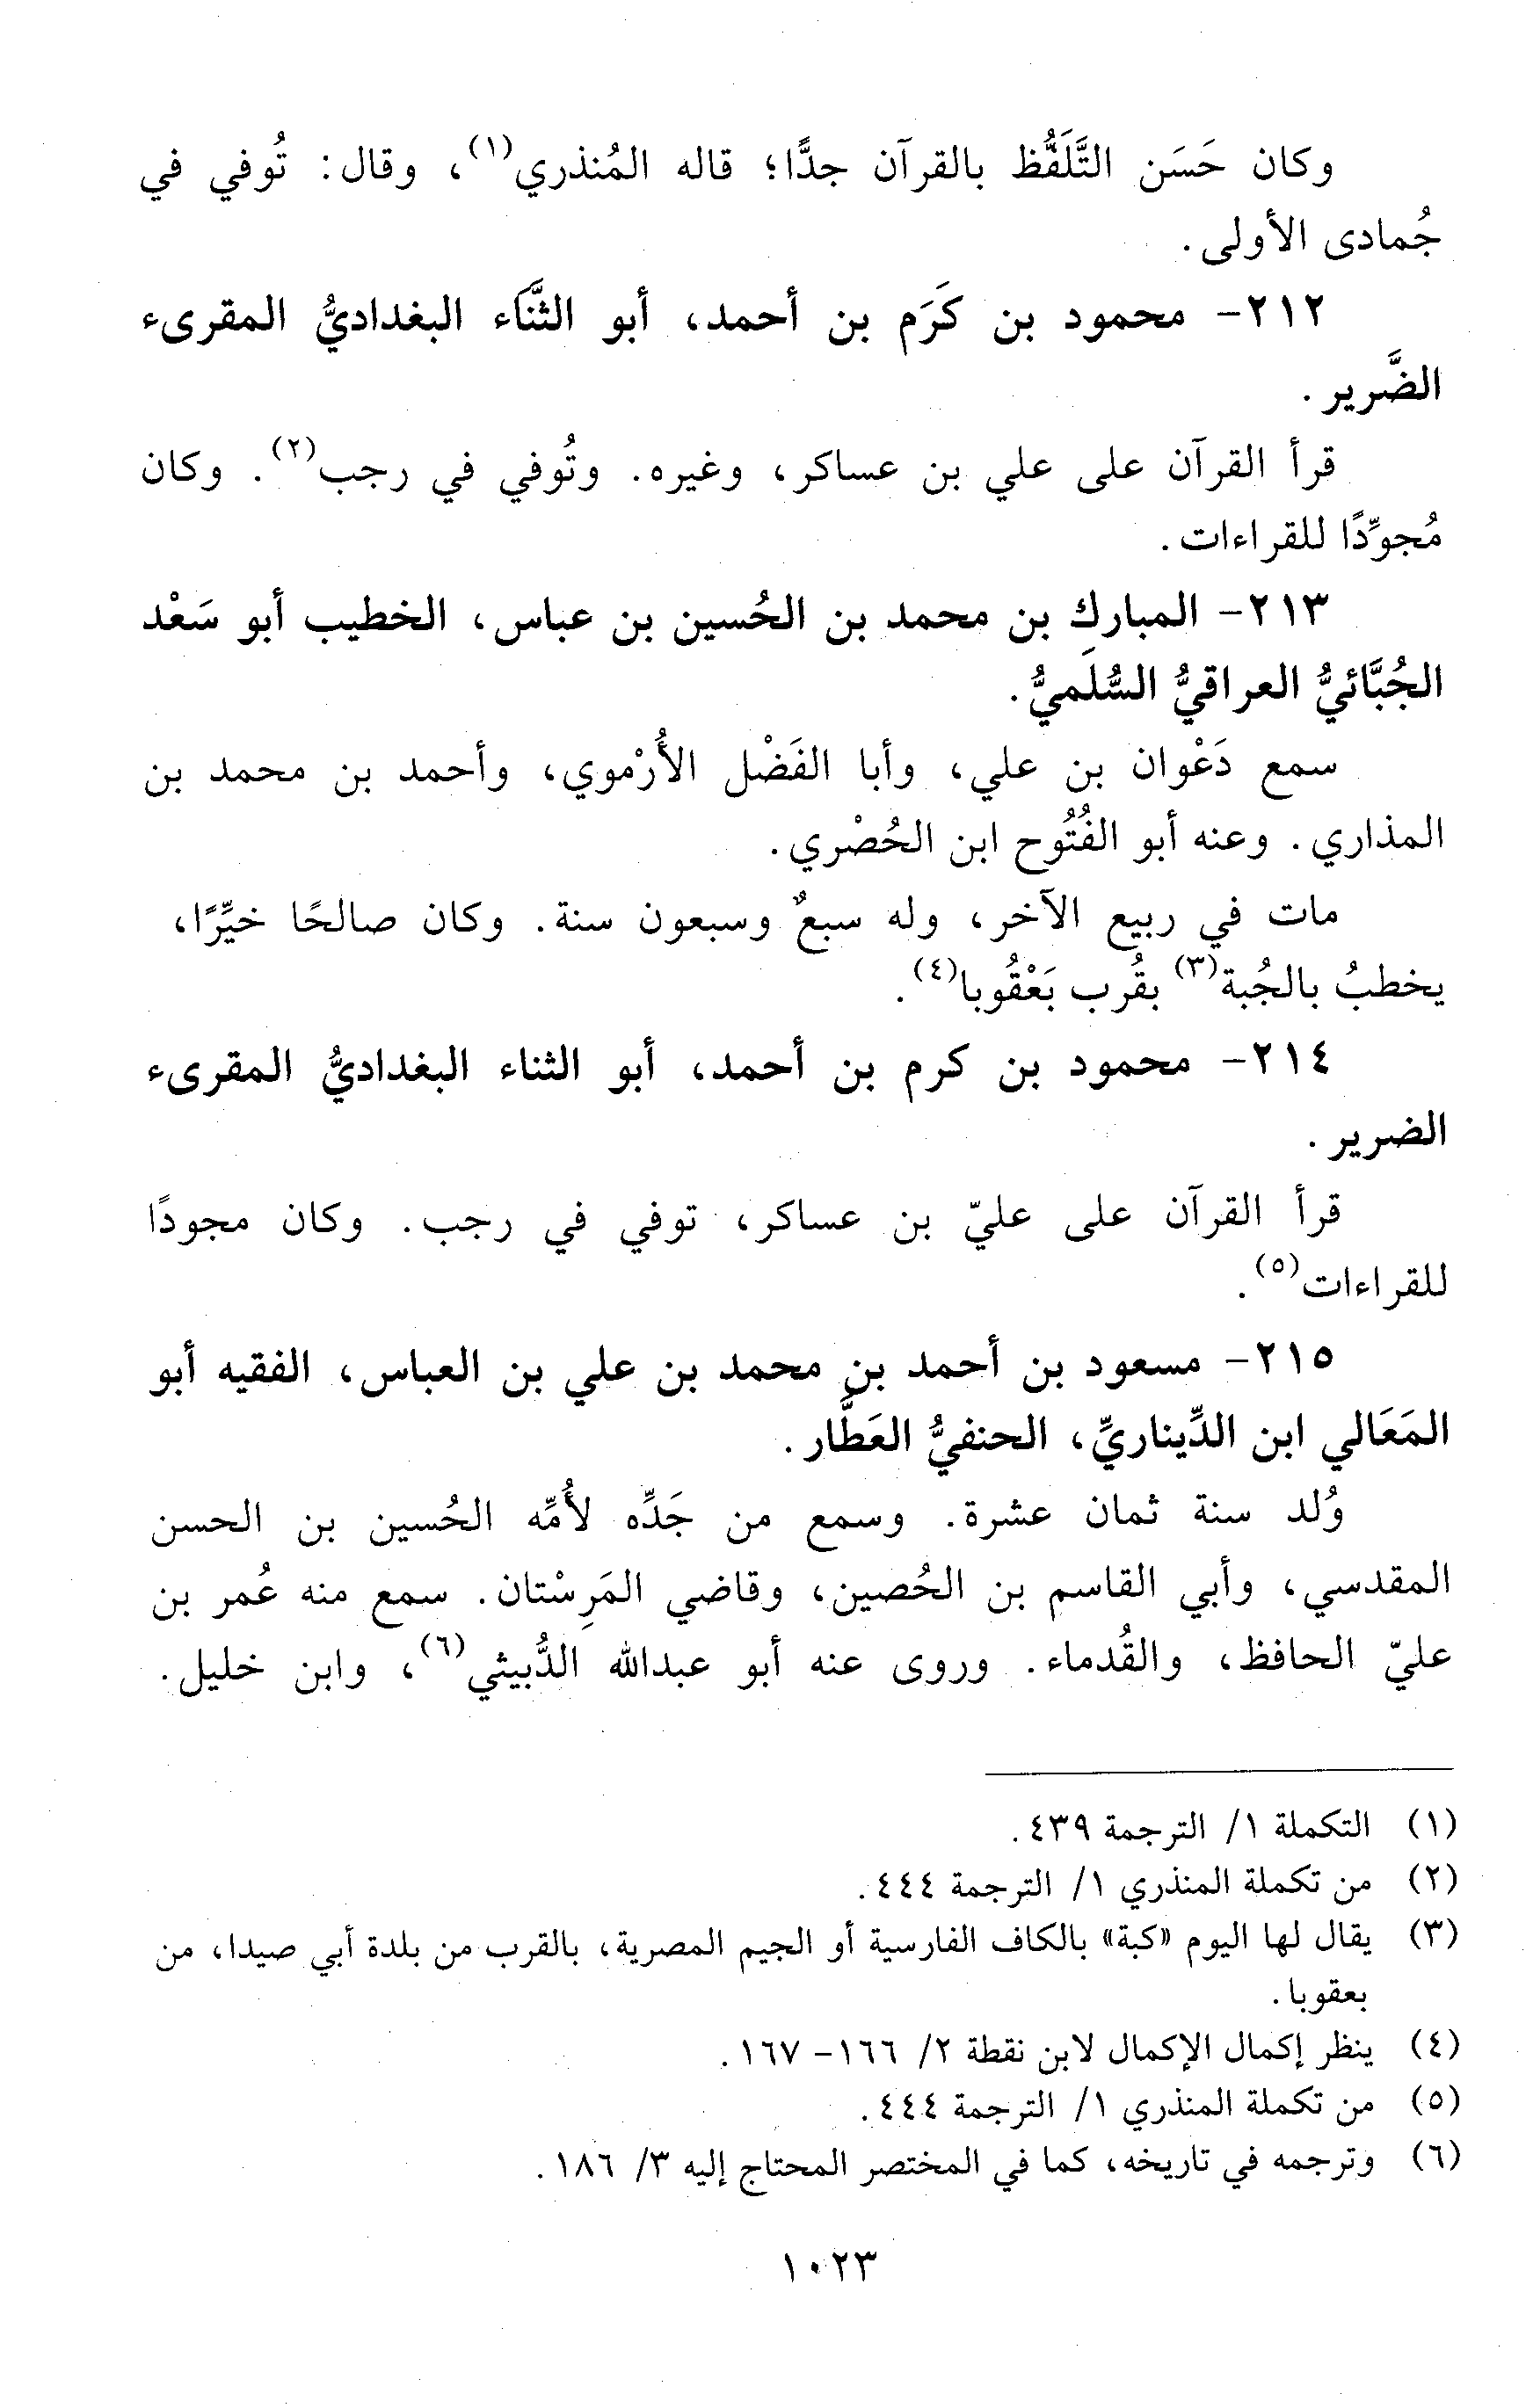 وكان حَسَن التَّلَفُّظ بالقرآن جدًّا؛ قاله المُنذري(١)، وقال: تُوفي في
جُمادى الأولى.
٢١٢- محمود بن كَرَم بن أحمد، أبو الثَّناء البغداديُّ المقرىء
الضَّرير.
قرأ القرآن على علي بن عساكر، وغيره. وتُوفي في رجب(٢). وكان
مُجوِّدًا للقراءات.
٢١٣- المبارك بن محمد بن الحُسين بن عباس، الخطيب أبو سَعْد
الجُبَّائيُّ العراقيُّ السُّلَميُّ.
سمع دَعْوان بن علي، وأبا الفَضْل الأُرْموي، وأحمد بن محمد بن
المذاري. وعنه أبو الفُتُوح ابن الحُصْري.
مات في ربيع الآخر، وله سبعٌ وسبعون سنة. وكان صالحًا خيِّرًا،
يخطبُ بالجُبة(٣) بقُرب بَعْقُوبا(٤).
٢١٤- محمود بن كرم بن أحمد، أبو الثناء البغداديُّ المقرىء
الضرير.
قرأ القرآن على عليّ بن عساكر، توفي في رجب. وكان مجودًا
للقراءات(٥).
٢١٥- مسعود بن أحمد بن محمد بن علي بن العباس، الفقيه أبو
المَعَالي ابن الدِّيناريِّ، الحنفيُّ العَطَّار.
وُلد سنة ثمان عشرة. وسمع من جَدِّه لأُمِّه الحُسين بن الحسن
المقدسي، وأبي القاسم بن الحُصين، وقاضي المَرِسْتان. سمع منه عُمر بن
عليّ الحافظ، والقُدماء. وروى عنه أبو عبدالله الدُّبيثي(٦)، وابن خليل.
(١) التكملة ١/ الترجمة ٤٣٩.
(٢) من تكملة المنذري ١/ الترجمة ٤٤٤.
(٣) يقال لها اليوم «كبة» بالكاف الفارسية أو الجيم المصرية، بالقرب من بلدة أبي صيدا، من
بعقوبا.
(٤) ينظر إكمال الإكمال لابن نقطة ٢/ ١٦٦- ١٦٧.
(٥) من تكملة المنذري ١/ الترجمة ٤٤٤.
(٦) وترجمه في تاريخه، كما في المختصر المحتاج إليه ٣/ ١٨٦.
١٠٢٣